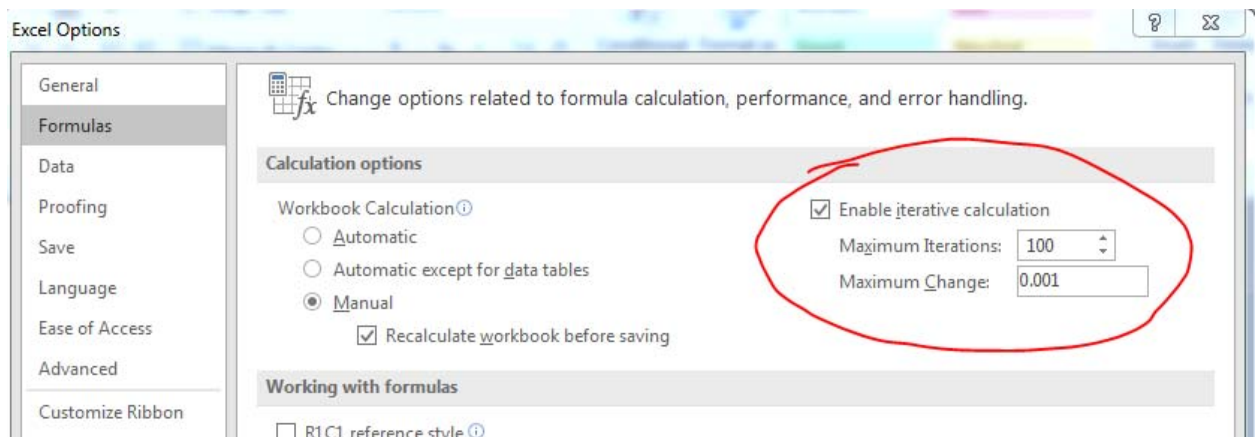 Excel Options
General
Formulas
Data
Proofing
Save
Language
Ease of Access
Advanced
Customize Ribbon
fx Change options related to formula calculation, performance, and error handling.
Calculation options
Workbook Calculation
Automatic
Automatic except for data tables
Manual
Recalculate workbook before saving
Enable iterative calculation
Maximum Iterations: 100
Maximum Change: 0.001
Working with formulas
R1C1 reference style